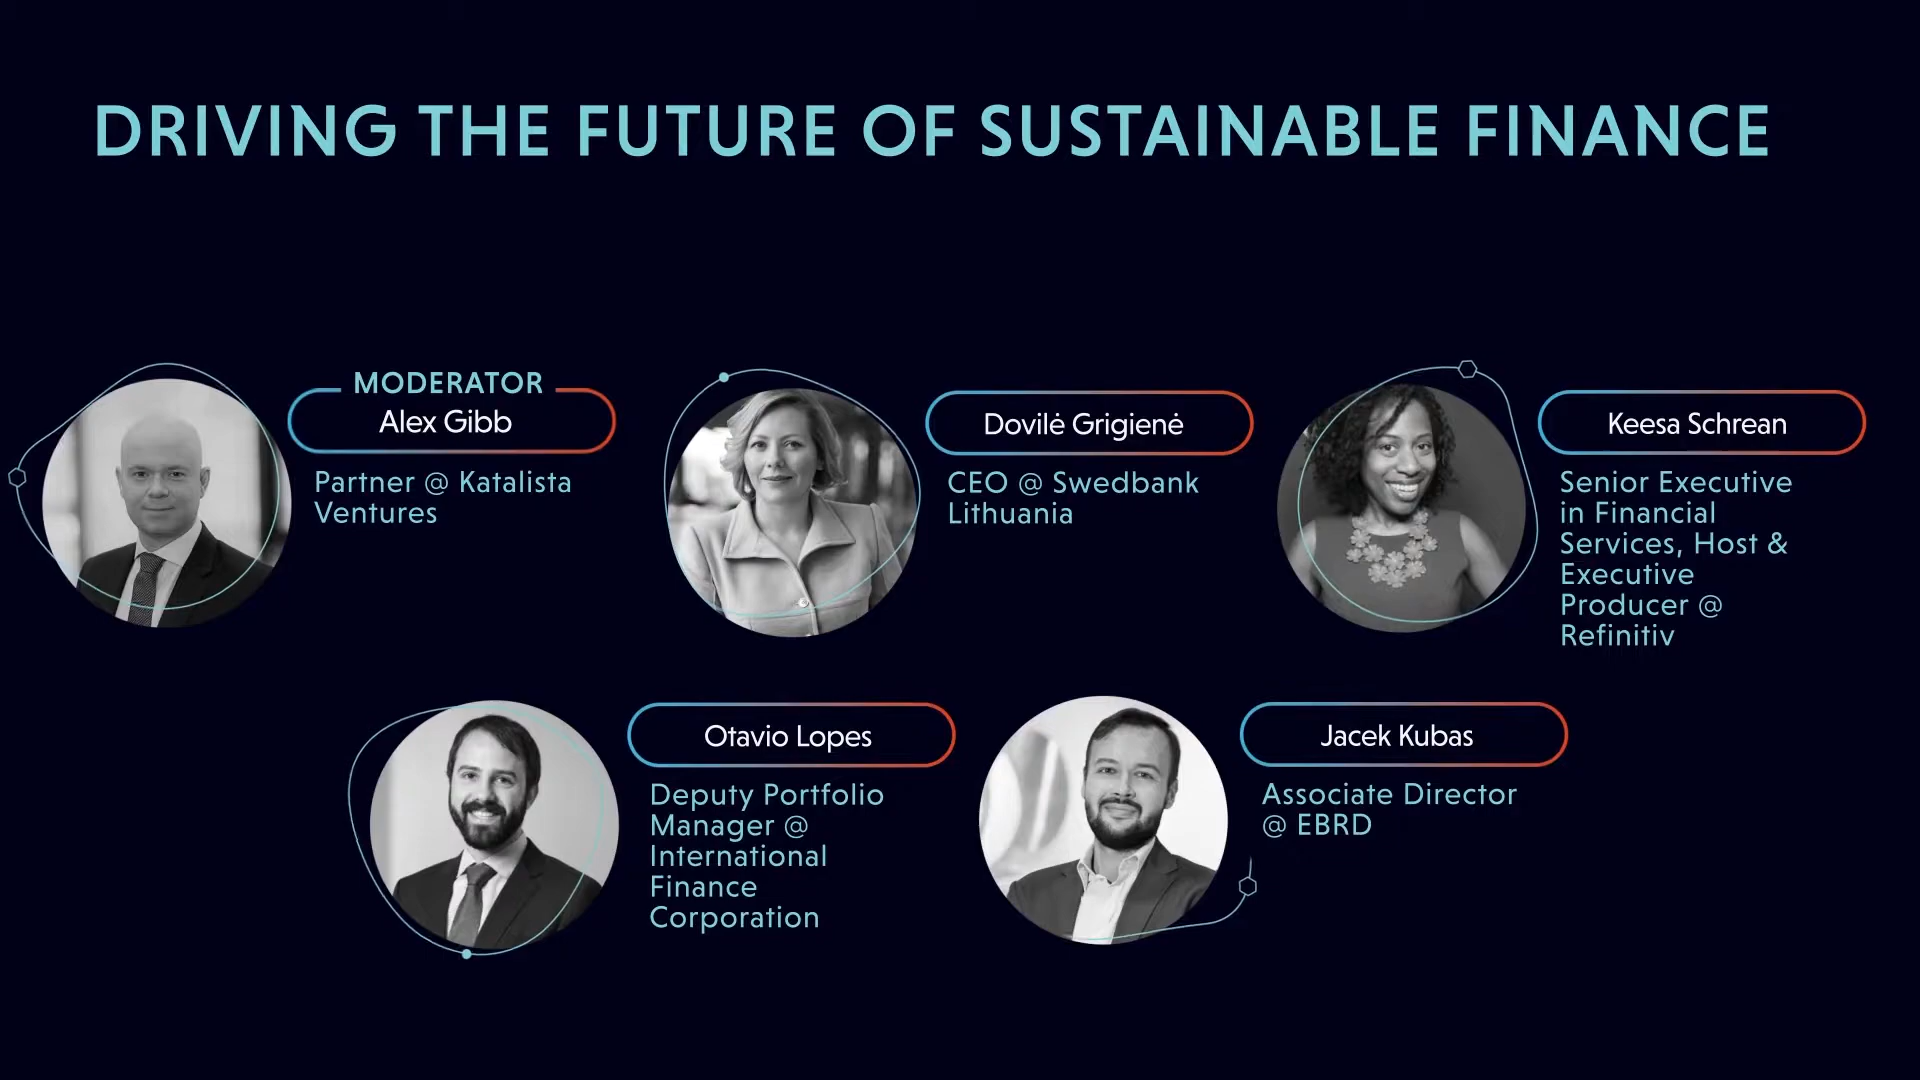 DRIVING THE FUTURE OF SUSTAINABLE FINANCE
MODERATOR
Alex Gibb
Partner @ Katalista
Ventures
Dovilė Grigienė
CEO @ Swedbank
Lithuania
Keesa Schrean
Senior Executive
in Financial
Services, Host &
Executive
Producer @
Refinitiv
Otavio Lopes
Deputy Portfolio
Manager @
International
Finance
Corporation
Jacek Kubas
Associate Director
@ EBRD